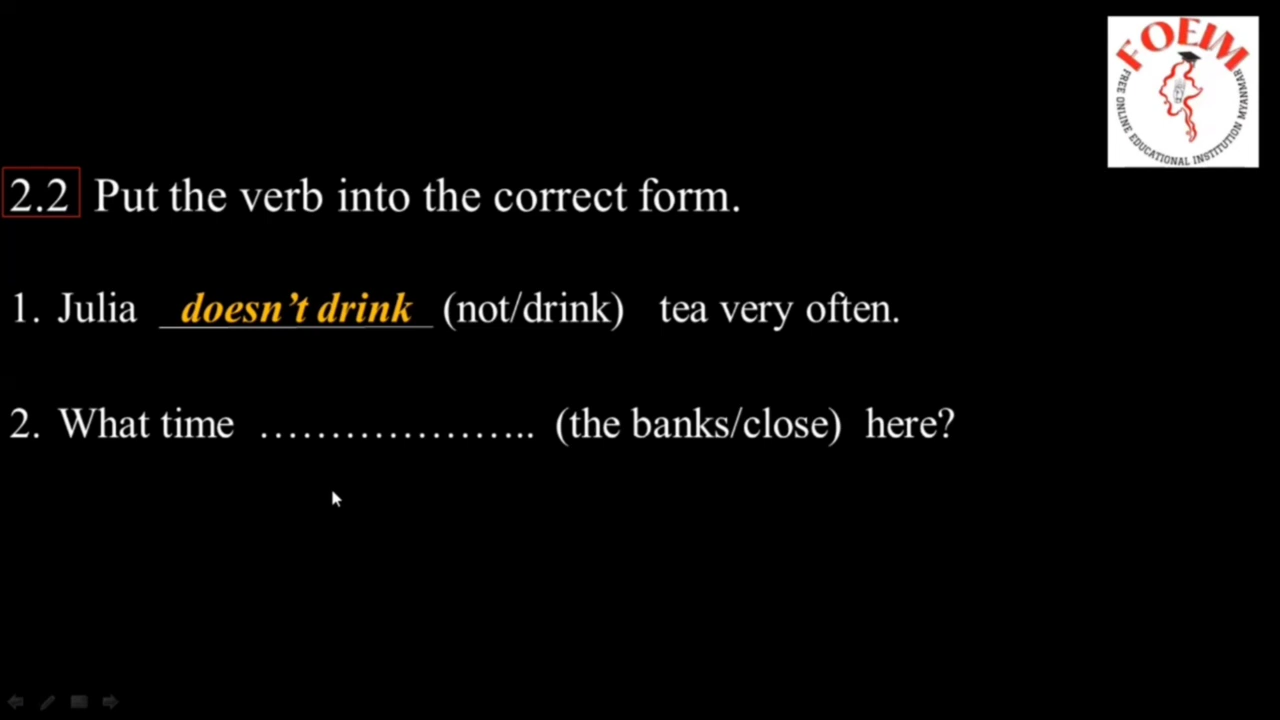 FOEIM
FREE ONLINE EDUCATIONAL INSTITUTION MYANMAR
2.2 Put the verb into the correct form.
1. Julia doesn’t drink (not/drink) tea very often.
2. What time ……………….. (the banks/close) here?